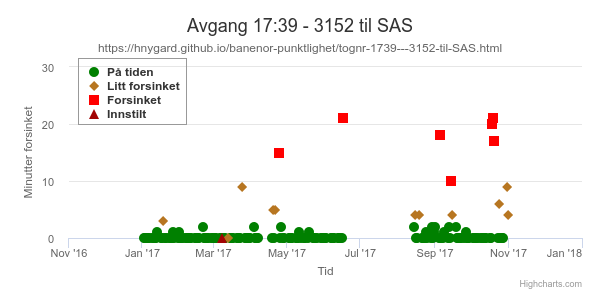 Avgang 17:39 - 3152 til SAS
https://hnygard.github.io/banenor-punktlighet/tognr-1739---3152-til-SAS.html
På tiden
Litt forsinket
Forsinket
Innstilt
Minutter forsinket
30
20
10
0
Nov '16
Jan '17
Mar '17
May '17
Jul '17
Sep '17
Nov '17
Jan '18
Tid
Highcharts.com